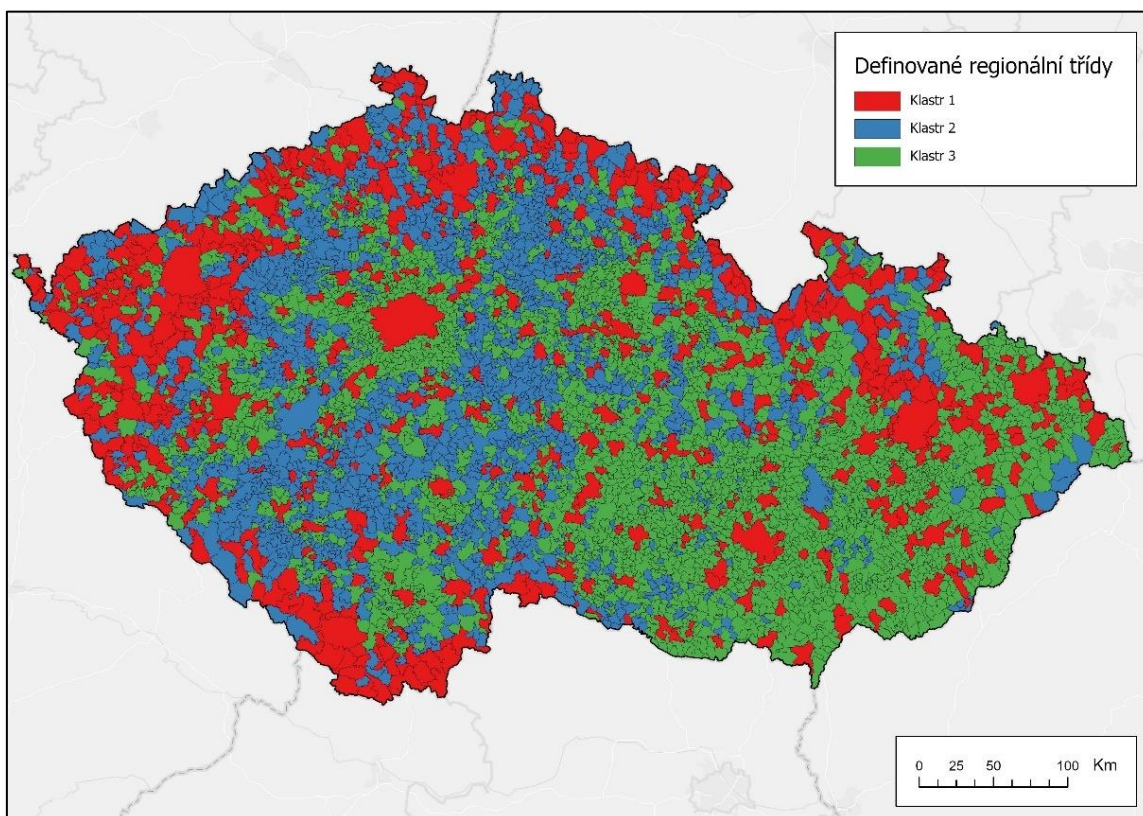 Definované regionální třídy
Klastr 1
Klastr 2
Klastr 3
0 25 50 100 Km